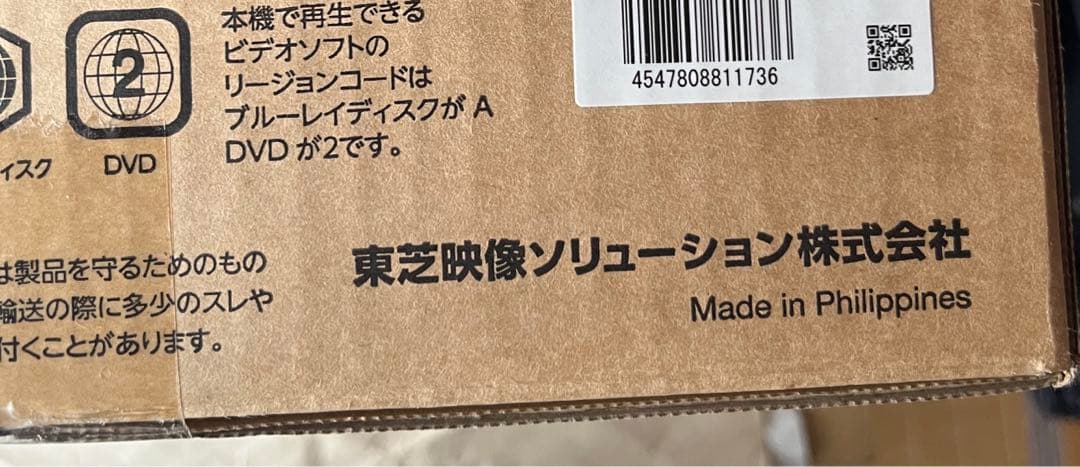 2
ィスク
DVD
本機で再生できる
ビデオソフトの
リージョンコードは
ブルーレイディスクが A
DVD が2です。
4547808811736
は製品を守るためのもの
輸送の際に多少のスレや
付くことがあります。
東芝映像ソリューション株式会社
Made in Philippines